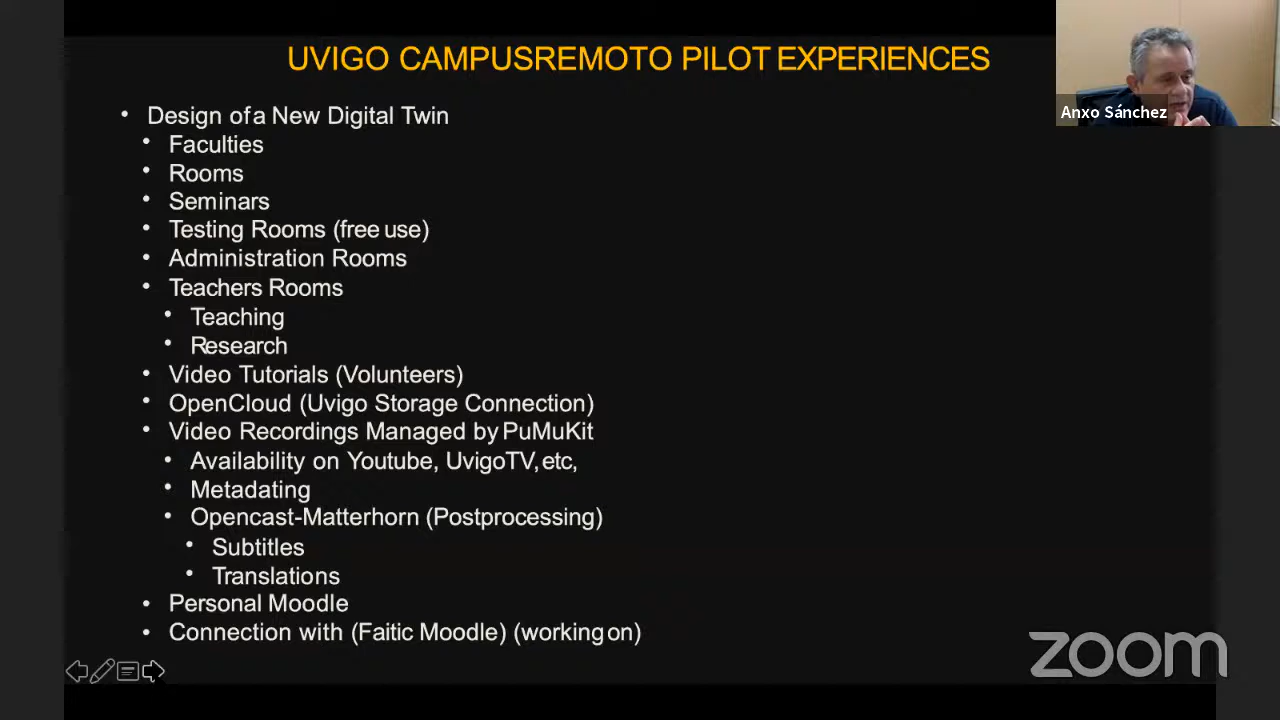 UVIGO CAMPUSREMOTO PILOT EXPERIENCES
Anxo Sánchez
• Design of a New Digital Twin
• Faculties
• Rooms
• Seminars
• Testing Rooms (free use)
• Administration Rooms
• Teachers Rooms
• Teaching
• Research
• Video Tutorials (Volunteers)
• OpenCloud (Uvigo Storage Connection)
• Video Recordings Managed by PuMuKit
• Availability on Youtube, UvigoTV, etc,
• Metadating
• Opencast-Matterhorn (Postprocessing)
• Subtitles
• Translations
• Personal Moodle
• Connection with (Faitic Moodle) (working on)
zoom